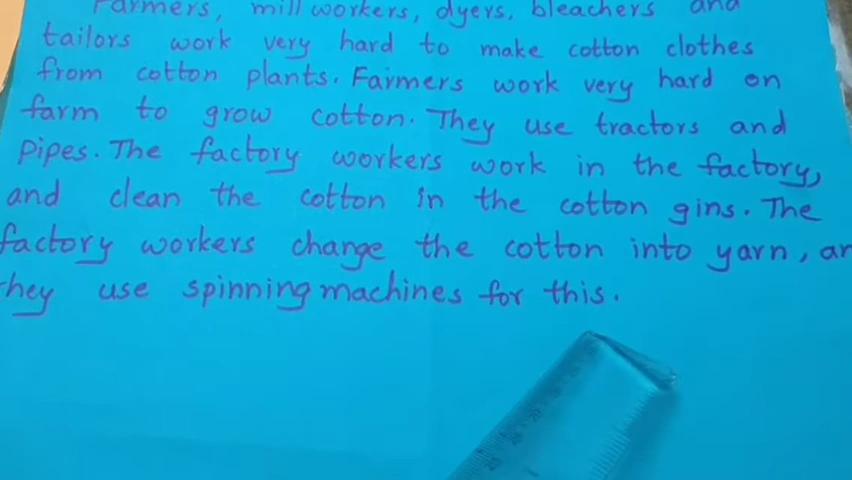 Farmers, mill workers, dyers, bleachers and
tailors work very hard to make cotton clothes
from cotton plants. Farmers work very hard on
farm to grow cotton. They use tractors and
pipes. The factory workers work in the factory,
and clean the cotton in the cotton gins. The
factory workers change the cotton into yarn, an
they use spinning machines for this.